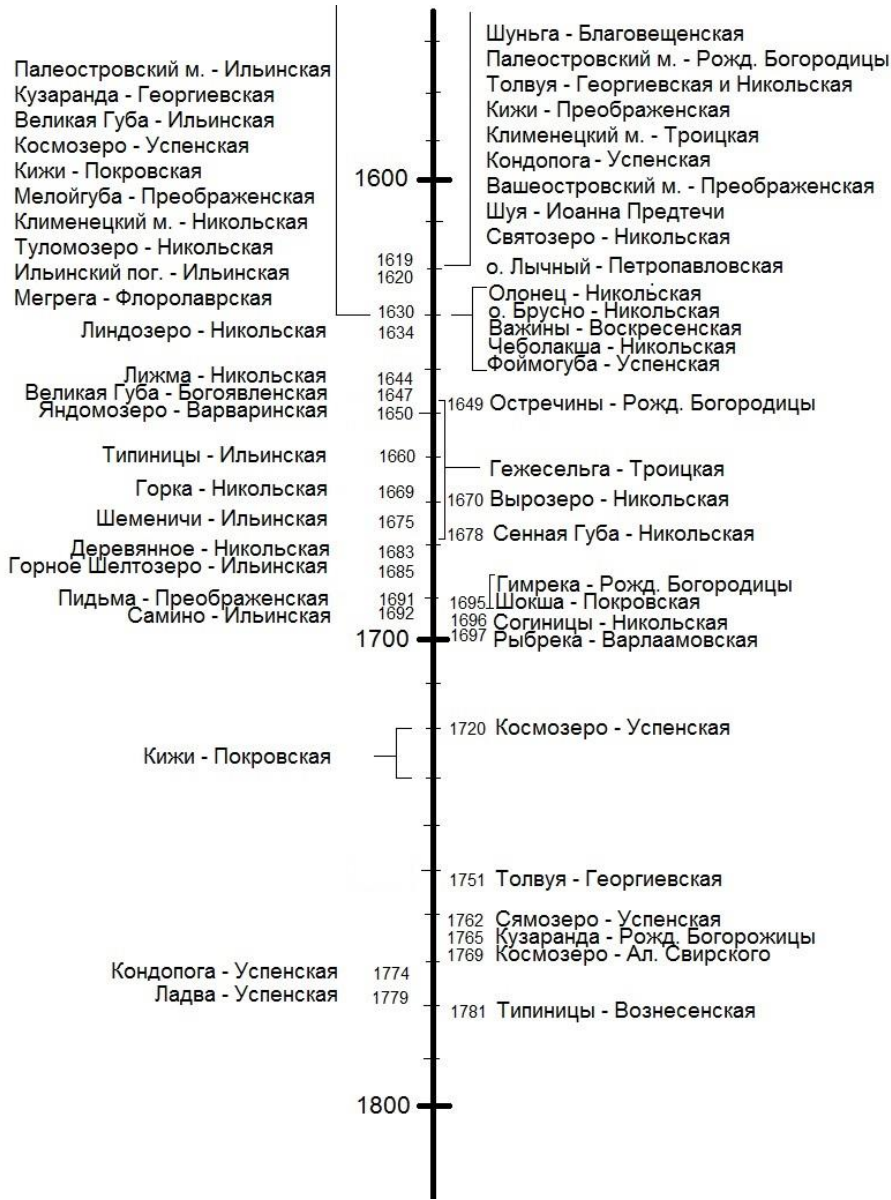 Шуньга - Благовещенская
Палеостровский м. - Рожд. Богородицы
Толвуя - Георгиевская и Никольская
Кижи - Преображенская
Клименецкий м. - Троицкая
Кондопога - Успенская
Вашеостровский м. - Преображенская
Шуя - Иоанна Предтечи
Святозеро - Никольская
1619
о. Лычный - Петропавловская
1620
Палеостровский м. - Ильинская
Кузаранда - Георгиевская
Великая Губа - Ильинская
Космозеро - Успенская
Кижи - Покровская
Мелойгуба - Преображенская
Клименецкий м. - Никольская
Туломозеро - Никольская
Ильинский пог. - Ильинская
Мегрега - Флоролаврская
1600
1630
Олонец - Никольская
о. Брусно - Никольская
Важины - Воскресенская
Чеболакша - Никольская
Фоймогуба - Успенская
Линдозеро - Никольская 1634
Лижма - Никольская 1644
Великая Губа - Богоявленская 1647
Яндомозеро - Варваринская 1650
1649 Остречины - Рожд. Богородицы
Типиницы - Ильинская 1660
Гежесельга - Троицкая
Горка - Никольская 1669
1670 Вырозеро - Никольская
Шеменичи - Ильинская 1675
1678 Сенная Губа - Никольская
Деревянное - Никольская 1683
Горное Шелтозеро - Ильинская 1685
Гимрека - Рожд. Богородицы
Пидьма - Преображенская 1691
1695 Шокша - Покровская
Самино - Ильинская 1692
1696 Согиницы - Никольская
1697 Рыбрека - Варлаамовская
1700
1720 Космозеро - Успенская
Кижи - Покровская
1751 Толвуя - Георгиевская
1762 Сямозеро - Успенская
1765 Кузаранда - Рожд. Богорожицы
1769 Космозеро - Ал. Свирского
Кондопога - Успенская 1774
Ладва - Успенская 1779
1781 Типиницы - Вознесенская
1800